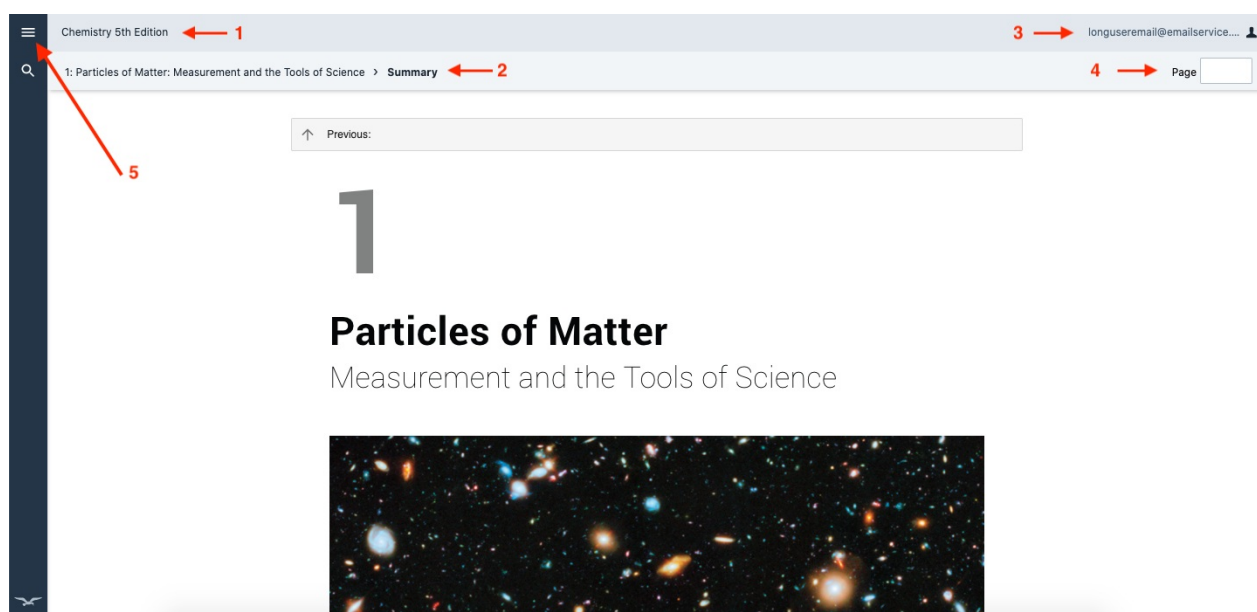 Chemistry 5th Edition 1 3 longuseremail@emailservice....
1: Particles of Matter: Measurement and the Tools of Science > Summary 2 4 Page
5
Previous:
1
Particles of Matter
Measurement and the Tools of Science